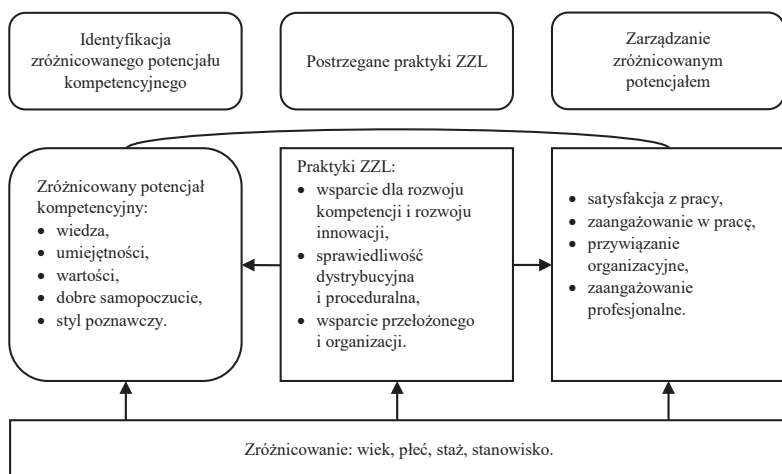 Identyfikacja
zróżnicowanego potencjału
kompetencyjnego
Postrzegane praktyki ZZL
Zarządzanie
zróżnicowanym
potencjałem
Zróżnicowany potencjał
kompetencyjny:
• wiedza,
• umiejętności,
• wartości,
• dobre samopoczucie,
• styl poznawczy.
Praktyki ZZL:
• wsparcie dla rozwoju
kompetencji i rozwoju
innowacji,
• sprawiedliwość
dystrybucyjna
i proceduralna,
• wsparcie przełożonego
i organizacji.
• satysfakcja z pracy,
• zaangażowanie w pracę,
• przywiązanie
organizacyjne,
• zaangażowanie
profesjonalne.
Zróżnicowanie: wiek, płeć, staż, stanowisko.